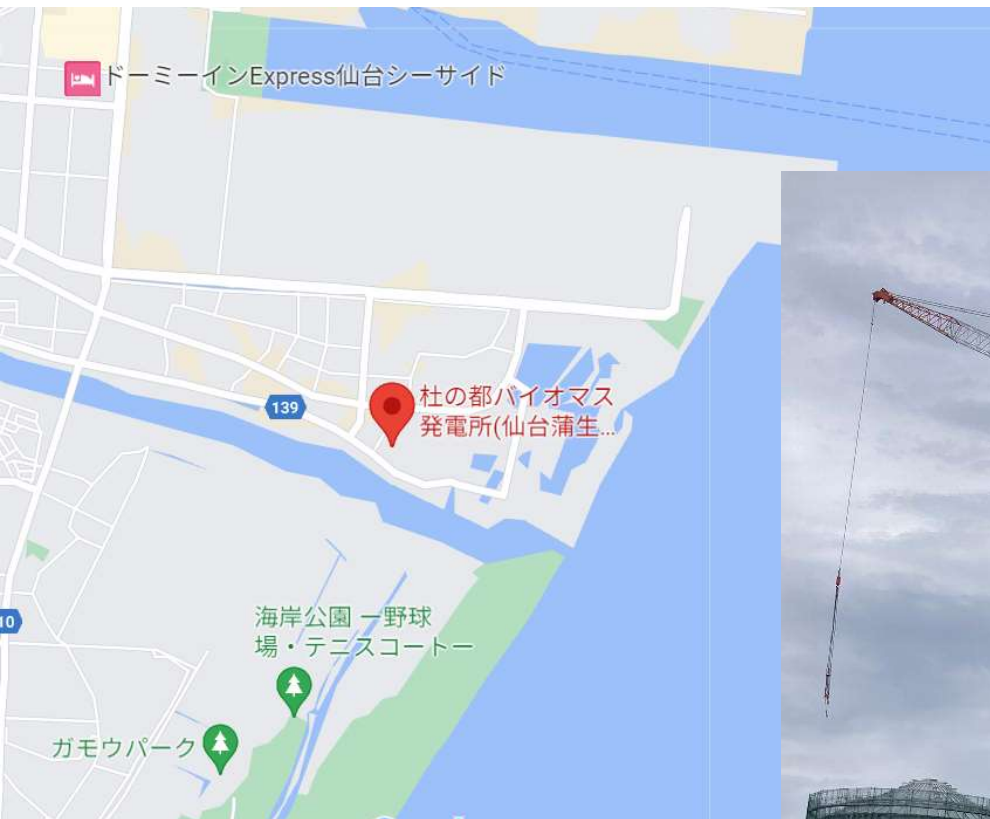 ドーミーインExpress仙台シーサイド
139
杜の都バイオマス
発電所(仙台蒲生...
海岸公園 ー野球
場・テニスコートー
10
ガモウパーク